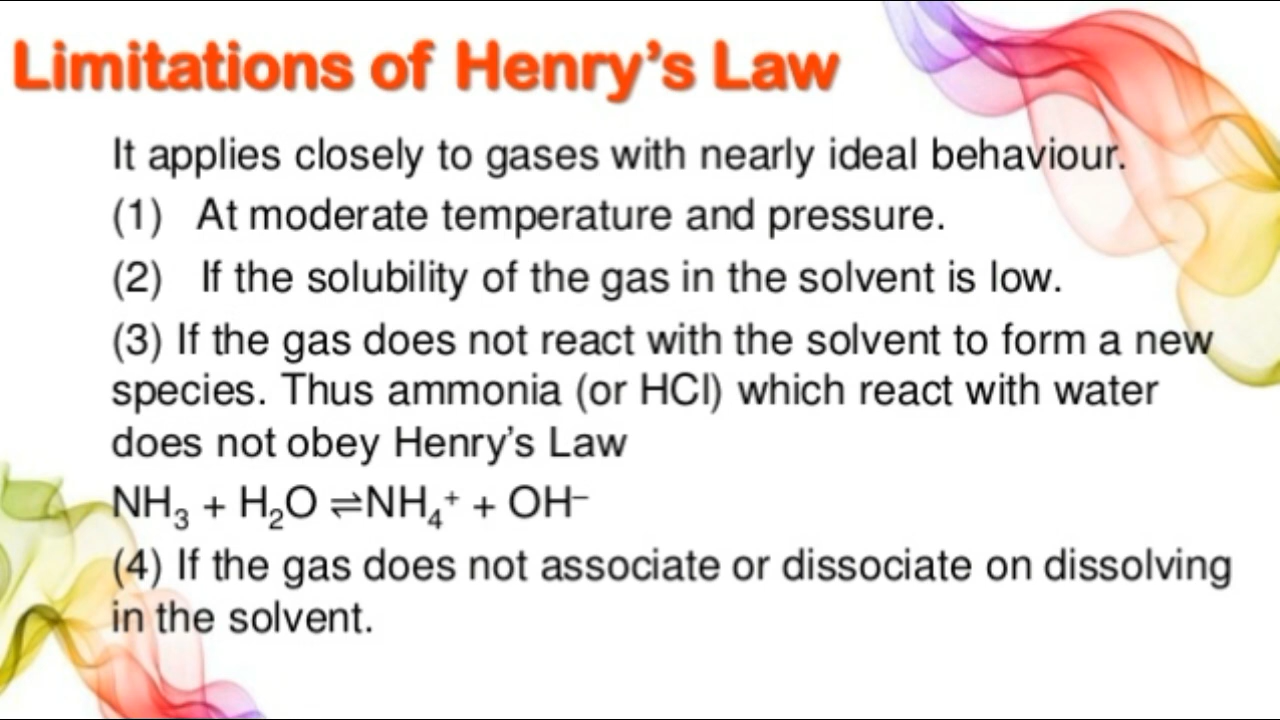 Limitations of Henry’s Law
It applies closely to gases with nearly ideal behaviour.
(1) At moderate temperature and pressure.
(2) If the solubility of the gas in the solvent is low.
(3) If the gas does not react with the solvent to form a new
species. Thus ammonia (or HCl) which react with water
does not obey Henry’s Law
NH₃ + H₂O ⇌NH₄⁺ + OH⁻
(4) If the gas does not associate or dissociate on dissolving
in the solvent.